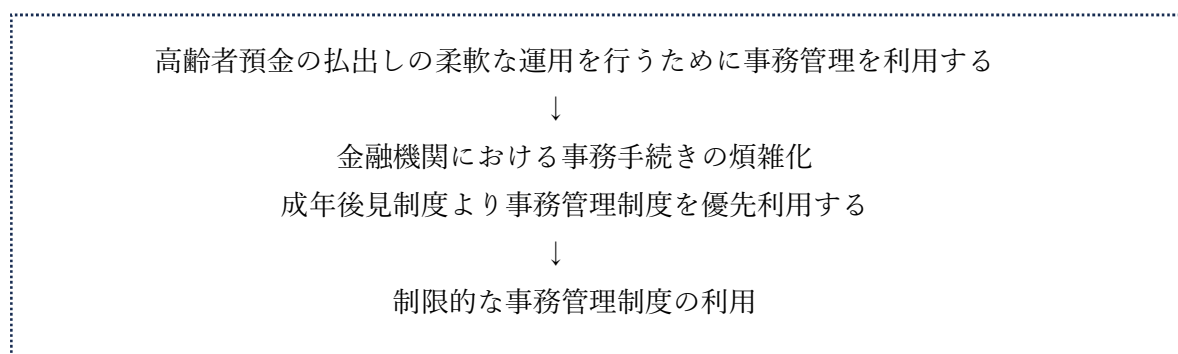 高齢者預金の払出しの柔軟な運用を行うために事務管理を利用する
↓
金融機関における事務手続きの煩雑化
成年後見制度より事務管理制度を優先利用する
↓
制限的な事務管理制度の利用